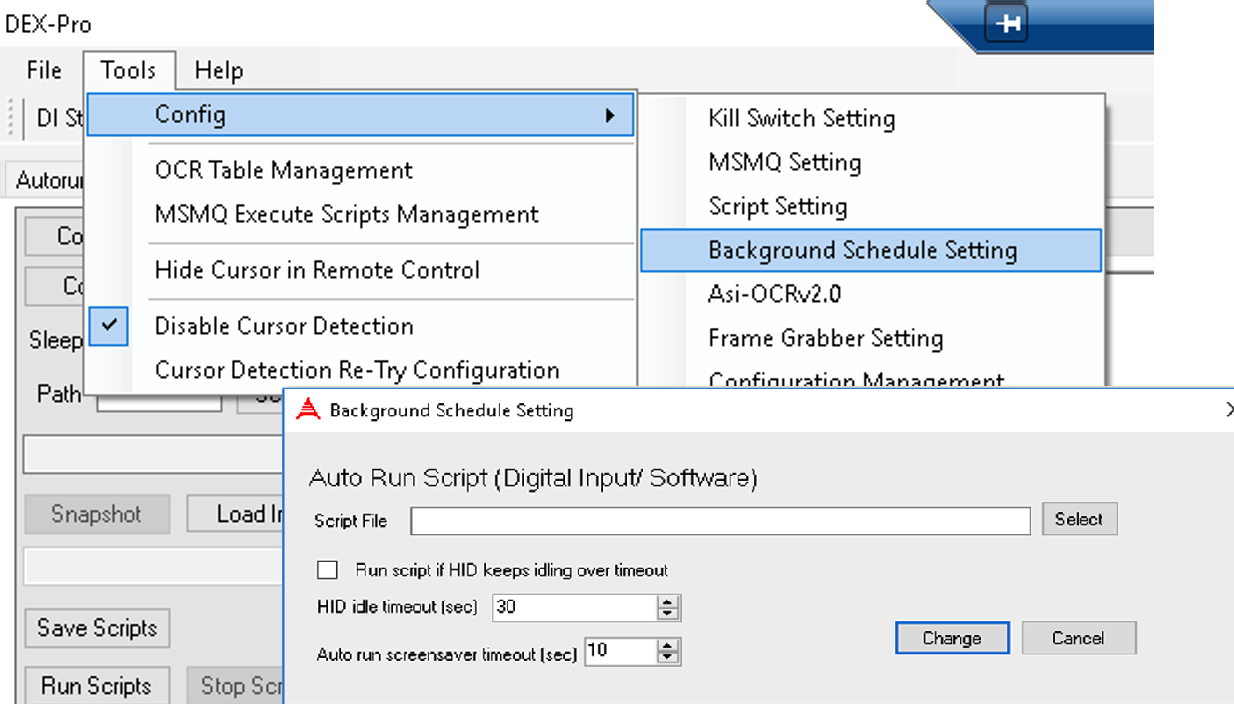 DEX-Pro
File Tools Help
DI St
Config
Kill Switch Setting
OCR Table Management
MSMQ Setting
Autorun
MSMQ Execute Scripts Management
Script Setting
Co
Background Schedule Setting
Hide Cursor in Remote Control
Co
Asi-OCRv2.0
Disable Cursor Detection
Sleep
Frame Grabber Setting
Cursor Detection Re-Try Configuration
Configuration Management
Path
Background Schedule Setting
Auto Run Script (Digital Input/ Software)
Script File
Select
Snapshot
Load I
Run script if HID keeps idling over timeout
HID idle timeout (sec) 30
Save Scripts
Change
Cancel
Auto run screensaver timeout (sec) 10
Run Scripts
Stop Scr